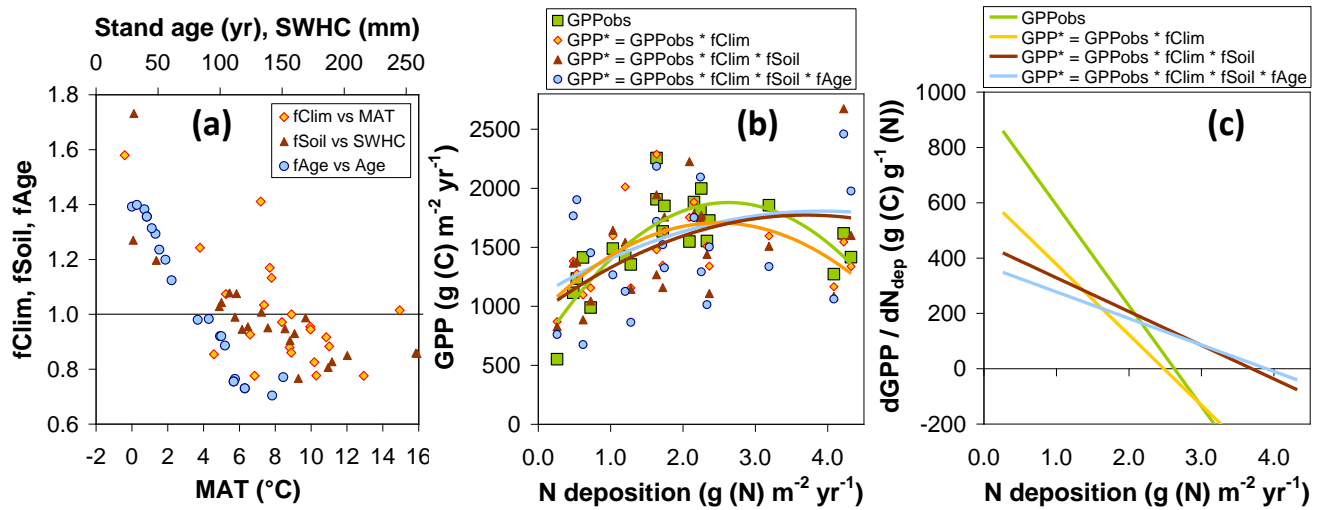 Stand age (yr), SWHC (mm)
0 50 100 150 200 250
1.8
1.6
1.4
1.2
1.0
0.8
0.6
fClim, fSoil, fAge
(a)
fClim vs MAT
fSoil vs SWHC
fAge vs Age
-2 0 2 4 6 8 10 12 14 16
MAT (°C)
GPPobs
GPP* = GPPobs * fClim
GPP* = GPPobs * fClim * fSoil
GPP* = GPPobs * fClim * fSoil * fAge
(b)
2500
2000
1500
1000
500
0
GPP (g (C) m⁻² yr⁻¹)
0.0 1.0 2.0 3.0 4.0
N deposition (g (N) m⁻² yr⁻¹)
GPPobs
GPP* = GPPobs * fClim
GPP* = GPPobs * fClim * fSoil
GPP* = GPPobs * fClim * fSoil * fAge
(c)
1000
800
600
400
200
0
-200
dGPP / dN_dep (g (C) g⁻¹ (N))
0.0 1.0 2.0 3.0 4.0
N deposition (g (N) m⁻² yr⁻¹)